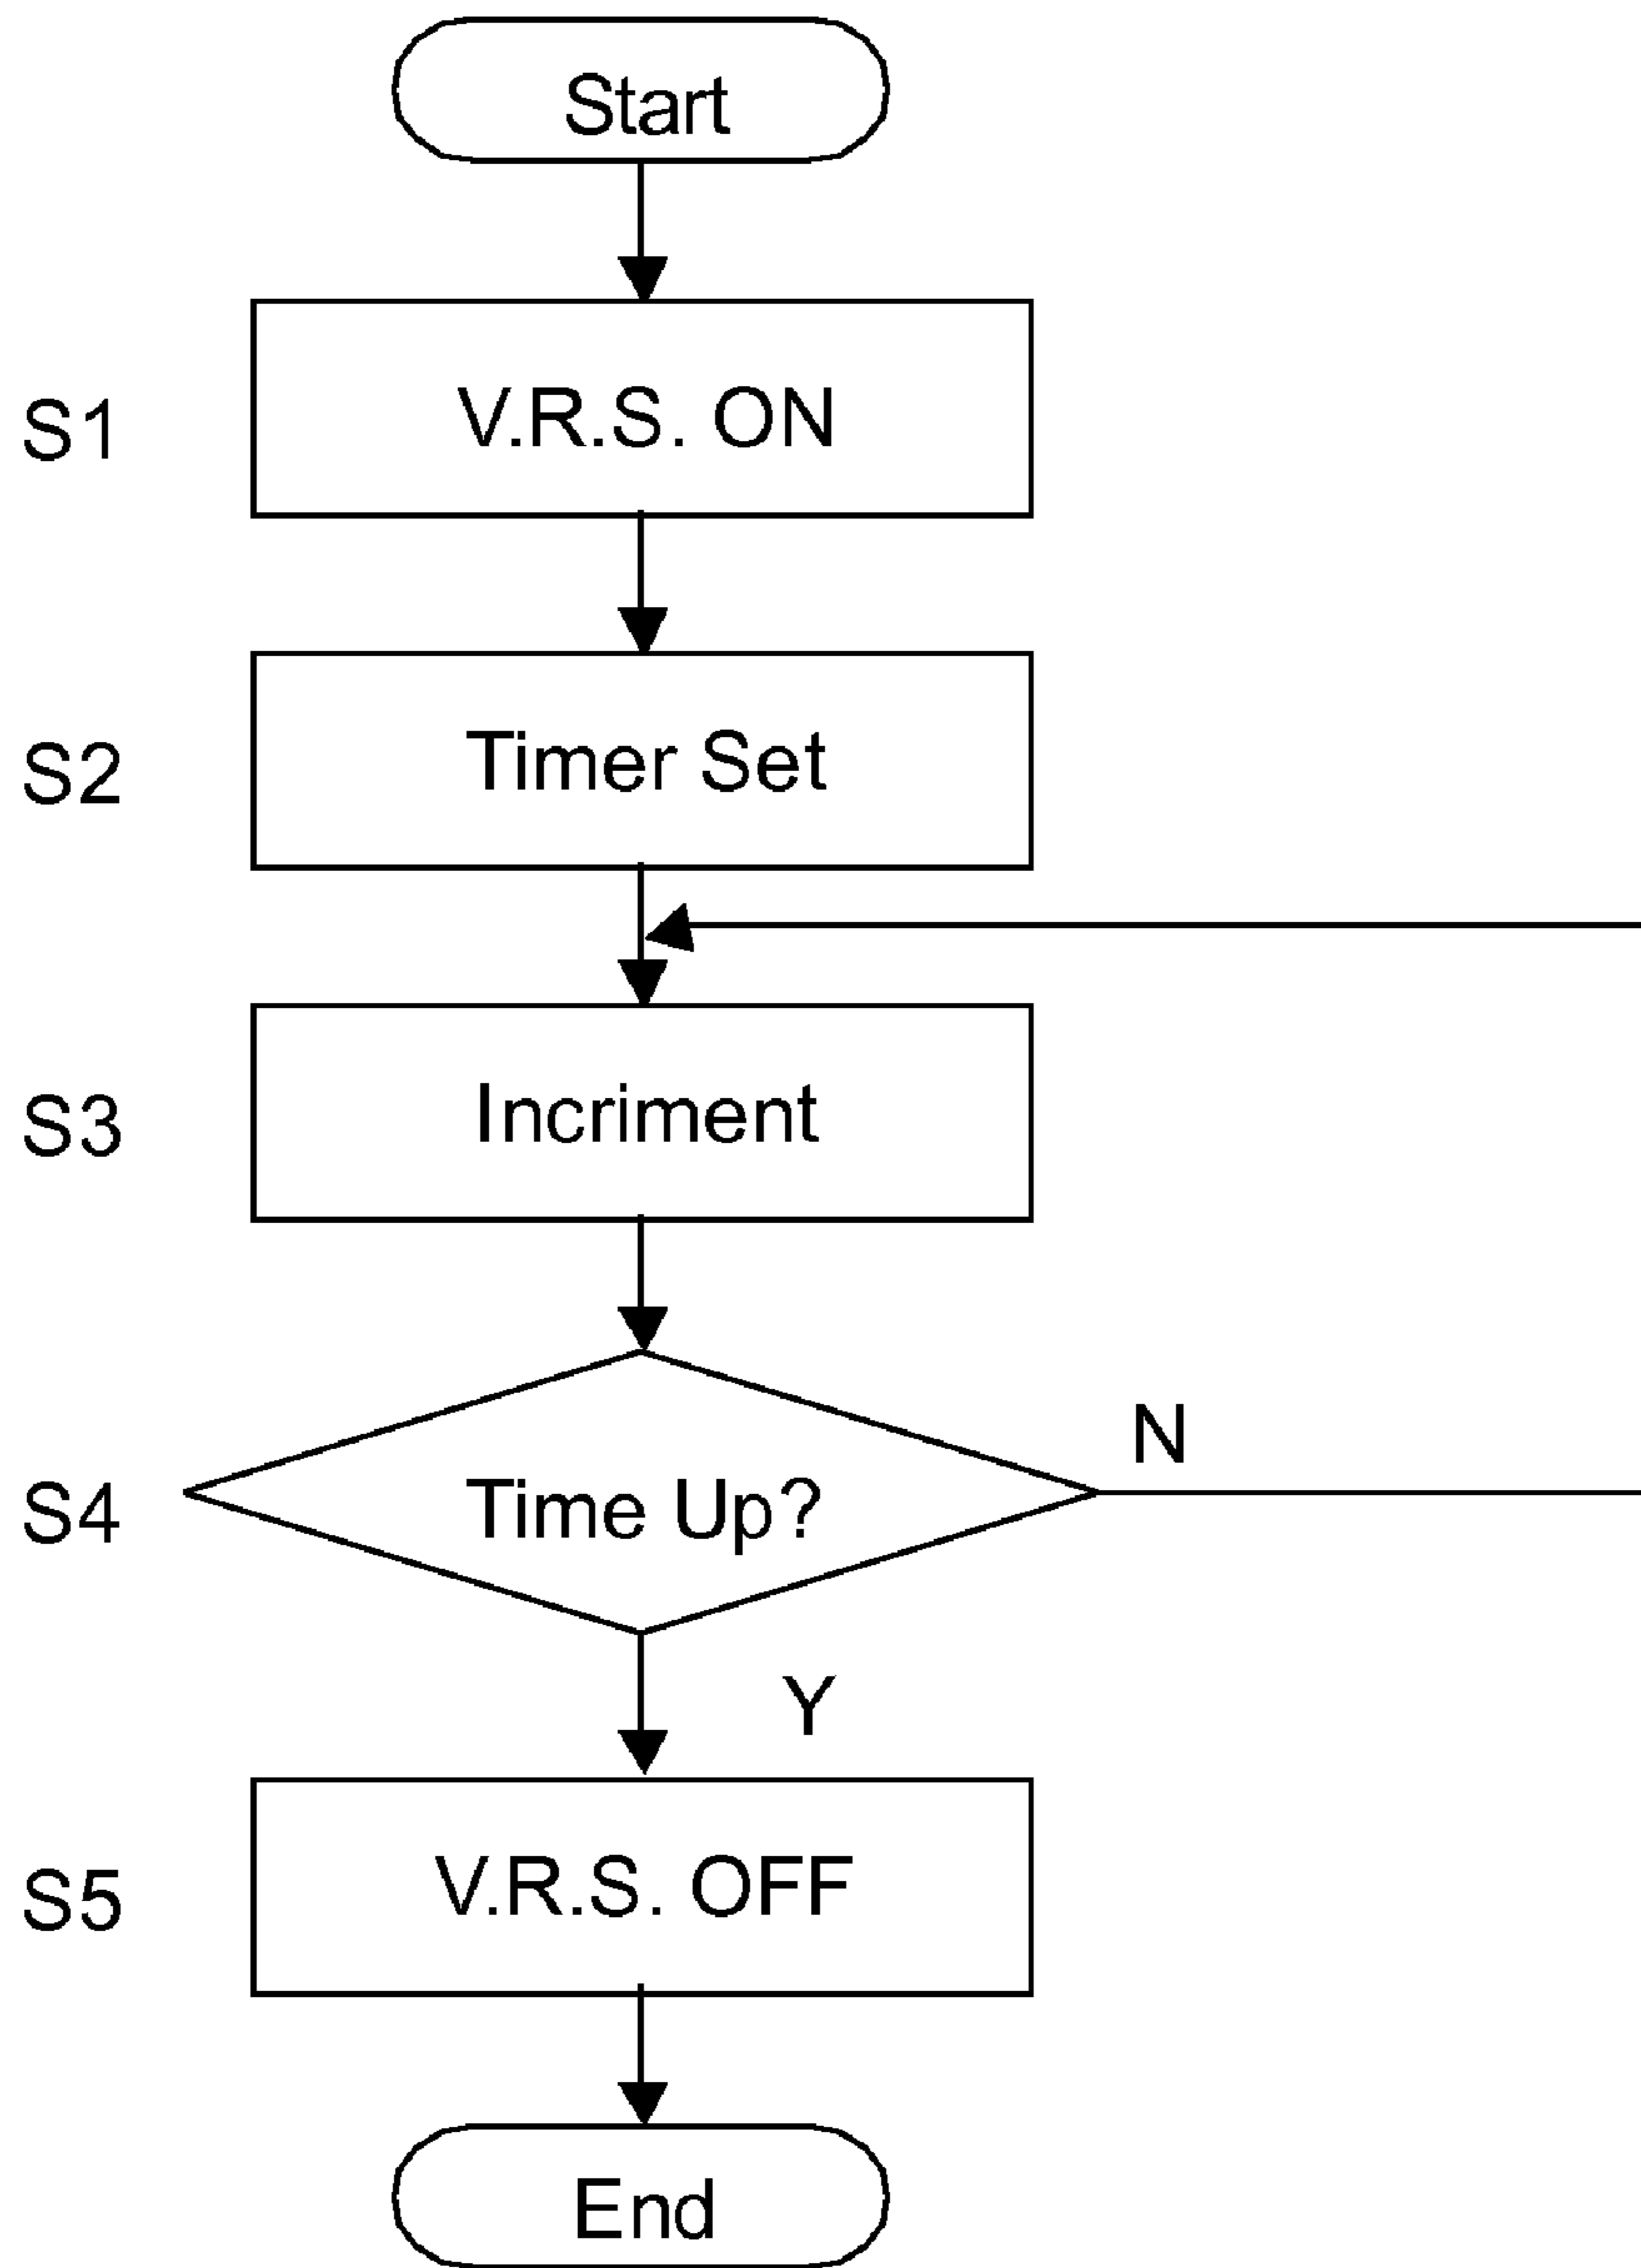 Start
S1 V.R.S. ON
S2 Timer Set
S3 Incriment
N
S4 Time Up?
Y
S5 V.R.S. OFF
End